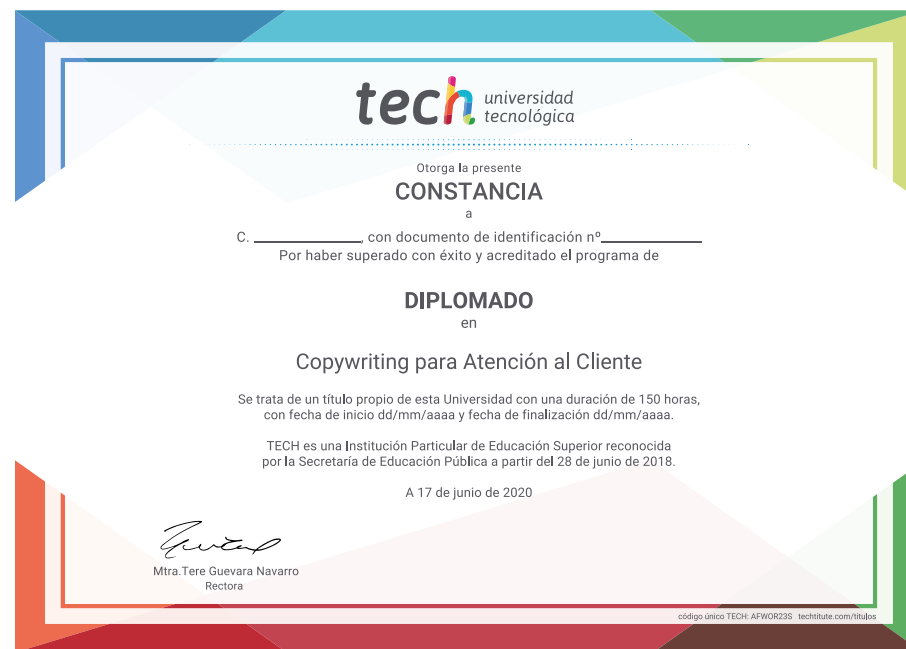 tech universidad
tecnológica
Otorga la presente
CONSTANCIA
a
C. ____________, con documento de identificación nº____________
Por haber superado con éxito y acreditado el programa de
DIPLOMADO
en
Copywriting para Atención al Cliente
Se trata de un título propio de esta Universidad con una duración de 150 horas,
con fecha de inicio dd/mm/aaaa y fecha de finalización dd/mm/aaaa.
TECH es una Institución Particular de Educación Superior reconocida
por la Secretaría de Educación Pública a partir del 28 de junio de 2018.
A 17 de junio de 2020
Mtra.Tere Guevara Navarro
Rectora
código único TECH: AFWOR23S techtitute.com/titulos